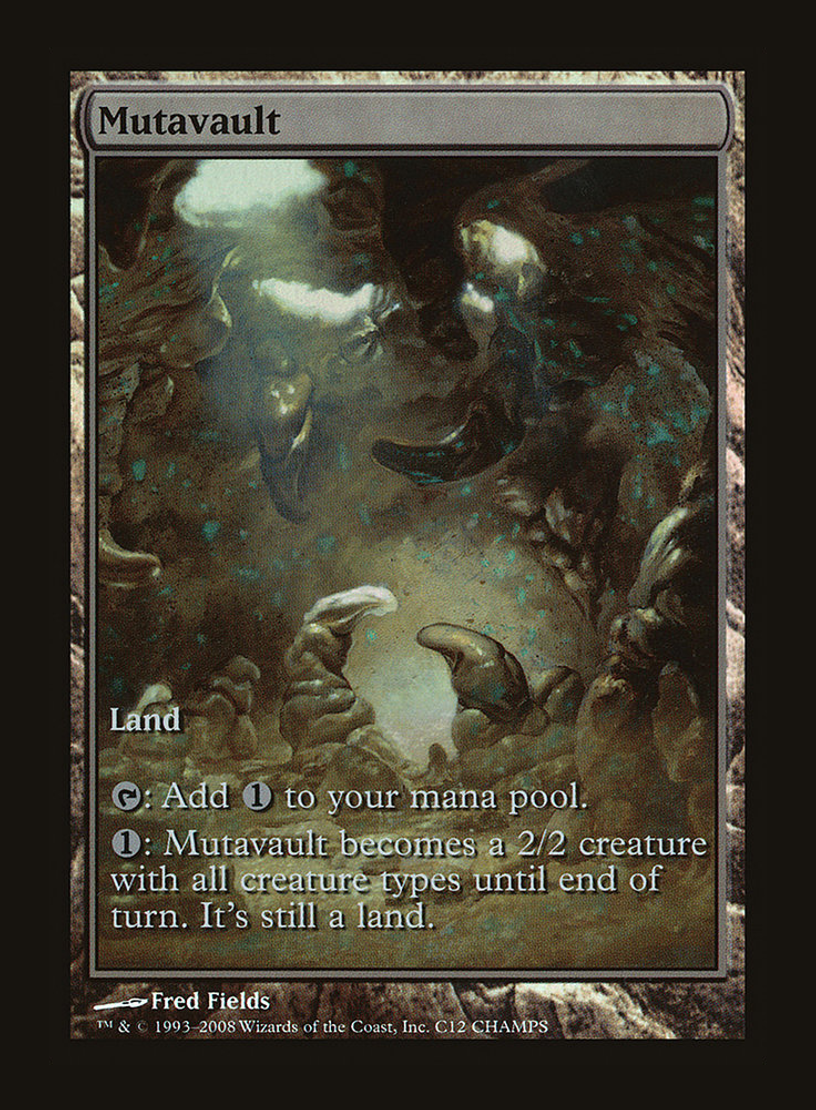 Mutavault
Land
: Add 1 to your mana pool.
1: Mutavault becomes a 2/2 creature
with all creature types until end of
turn. It's still a land.
Fred Fields
™ & © 1993–2008 Wizards of the Coast, Inc. C12 CHAMPS